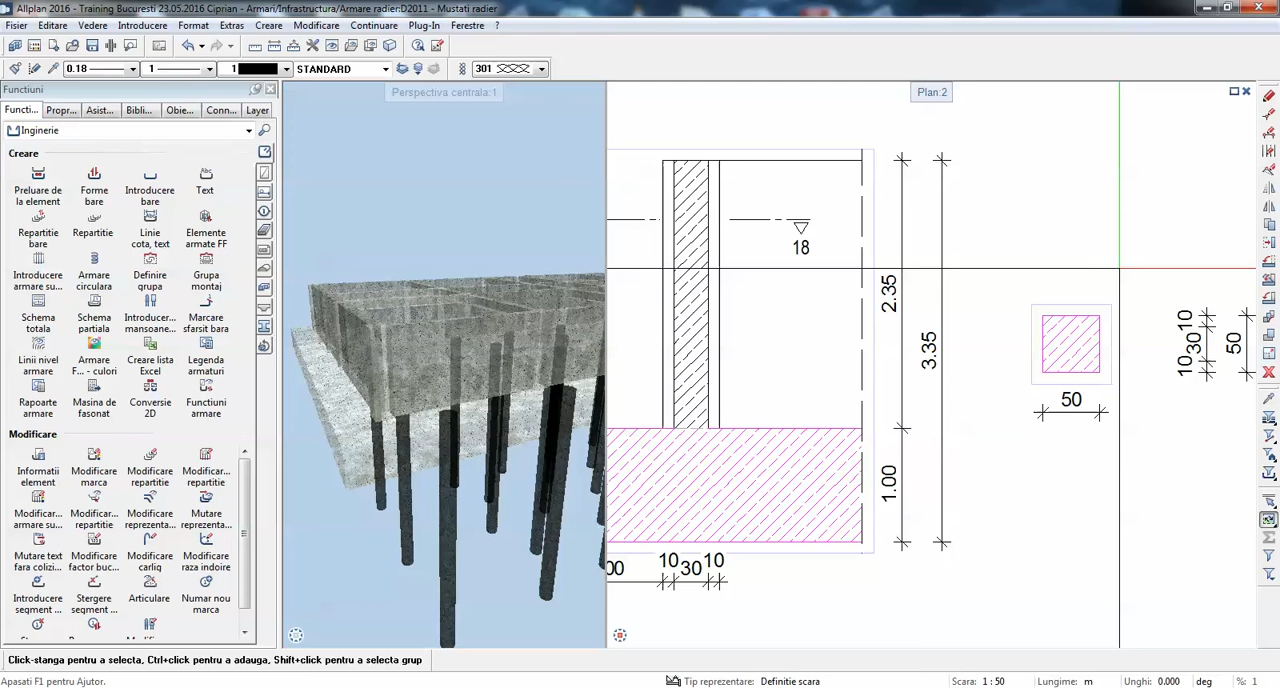 Allplan 2016 - Training Bucuresti 23.05.2016 Ciprian - Armari/Infrastructura/Armare radier:D2011 - Mustati radier
Fisier Editare Vedere Introducere Format Extras Creare Modificare Continuare Plug-In Ferestre ?
0.18 1 1 STANDARD 301
Functiuni
Functi... Propr... Asist... Bibli... Obie... Conn... Layer
Inginerie
Creare
Preluare de la element
Forme bare
Introducere bare
Text
Repartitie bare
Repartitie
Linie cota, text
Elemente armate FF
Introducere armare su...
Armare circulara
Definire grupa
Grupa montaj
Schema totala
Schema partiala
Introducer... mansoane...
Marcare sfarsit bara
Linii nivel armare
Armare F... - culori
Creare lista Excel
Legenda armaturi
Rapoarte armare
Masina de fasonat
Conversie 2D
Functiuni armare
Modificare
Informatii element
Modificare marca
Modificare repartitie
Modificar... repartitie
Modificar... armare su...
Modificar... repartitie
Modificare reprezenta...
Mutare reprezenta...
Mutare text fara colizi...
Modificare factor buc...
Modificare carlig
Modificare raza indoire
Introducere segment ...
Stergere segment ...
Articulare
Numar nou marca
Perspectiva centrala:1
Plan:2
18
2.35
3.35
1.00
00
10 30 10
50
10 30 10
50
Click-stanga pentru a selecta, Ctrl+click pentru a adauga, Shift+click pentru a selecta grup
Apasati F1 pentru Ajutor.
Tip reprezentare: Definitie scara
Scara: 1 : 50
Lungime: m
Unghi: 0.000 deg
%: 1